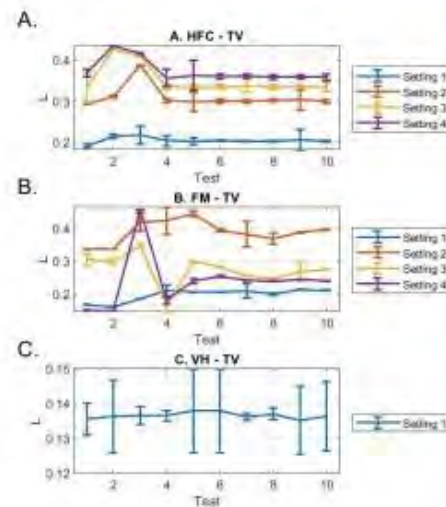 A.
A. HFC - TV
0.4
0.3
0.2
L
2 4 6 8 10
Test
Setting 1
Setting 2
Setting 3
Setting 4
B.
B. FM - TV
0.4
0.3
0.2
L
2 4 6 8 10
Test
Setting 1
Setting 2
Setting 3
Setting 4
C.
C. VH - TV
0.15
0.14
0.13
0.12
L
2 4 6 8 10
Test
Setting 1